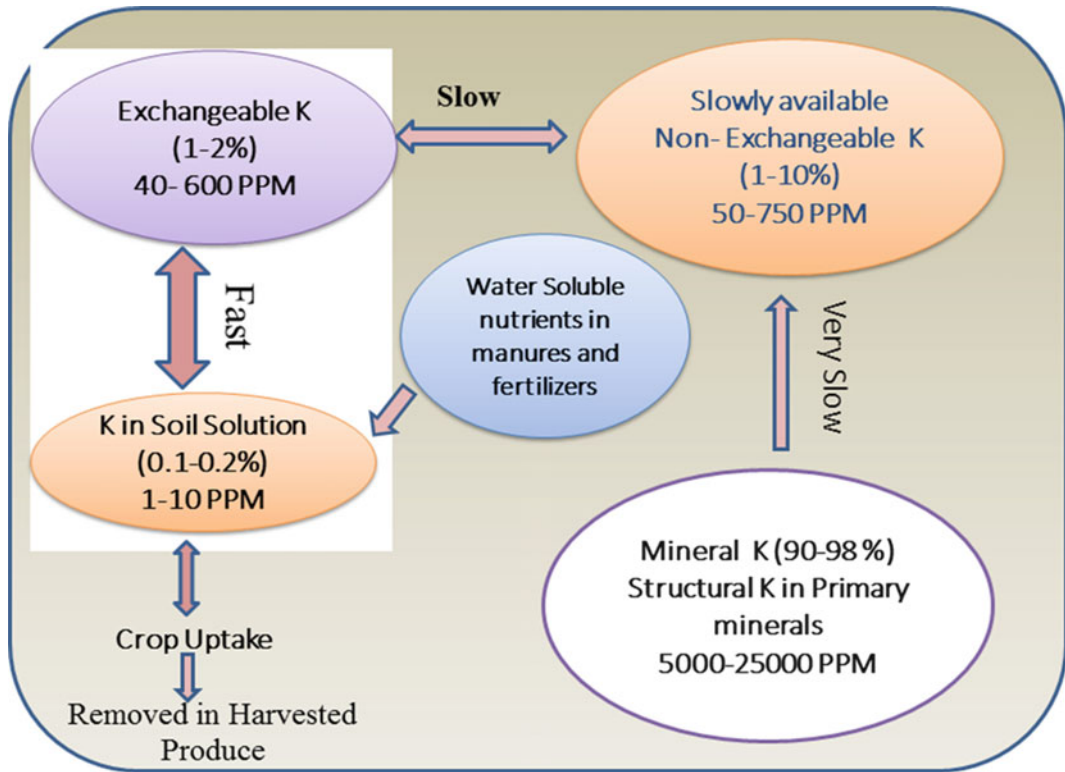 Exchangeable K
(1-2%)
40- 600 PPM
Slow
Slowly available
Non- Exchangeable K
(1-10%)
50-750 PPM
Fast
Water Soluble
nutrients in
manures and
fertilizers
Very Slow
K in Soil Solution
(0.1-0.2%)
1-10 PPM
Mineral K (90-98 %)
Structural K in Primary
minerals
5000-25000 PPM
Crop Uptake
Removed in Harvested
Produce